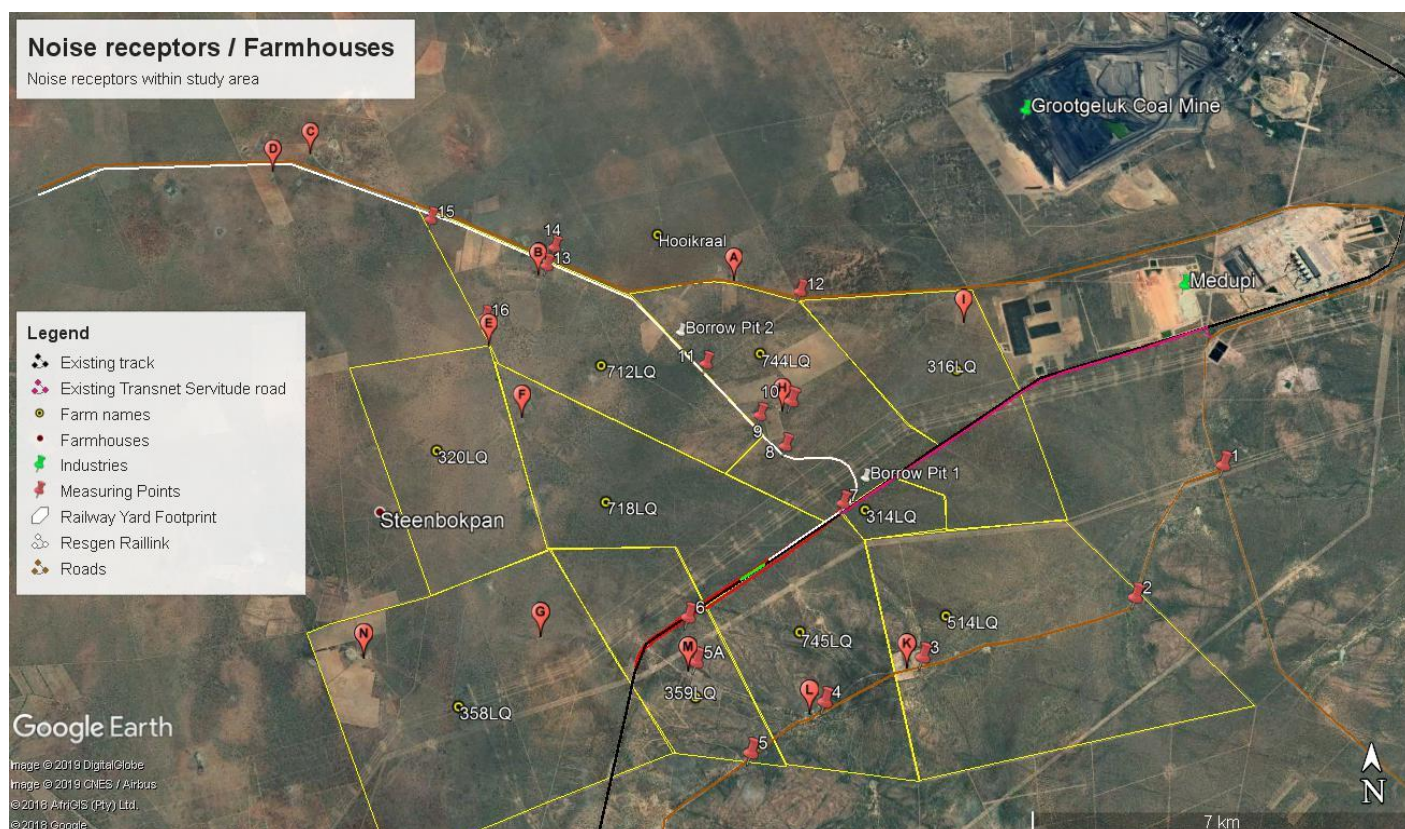 Noise receptors / Farmhouses
Noise receptors within study area
Grootgeluk Coal Mine
C
D
15
14
B
13
Hooikraal
A
12
I
Medupi
16
E
Borrow Pit 2
11
744LQ
712LQ
316LQ
F
10
H
9
8
320LQ
1
Borrow Pit 1
7
718LQ
314LQ
Steenbokpan
2
6
G
N
745LQ
514LQ
K
3
M
5A
359LQ
L
4
358LQ
5
Legend
Existing track
Existing Transnet Servitude road
Farm names
Farmhouses
Industries
Measuring Points
Railway Yard Footprint
Resgen Raillink
Roads
Google Earth
Image © 2019 DigitalGlobe
Image © 2019 CNES / Airbus
© 2018 AfriGIS (Pty) Ltd.
© 2018 Google
N
7 km